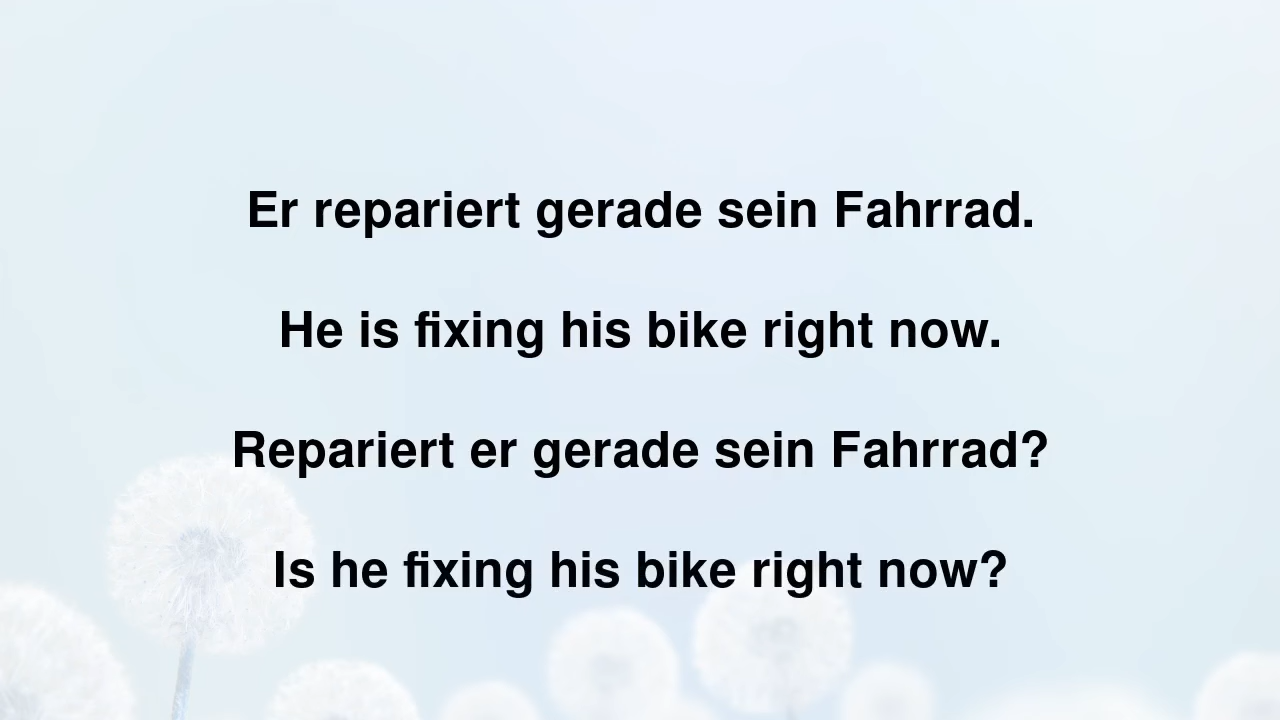 Er repariert gerade sein Fahrrad.
He is fixing his bike right now.
Repariert er gerade sein Fahrrad?
Is he fixing his bike right now?